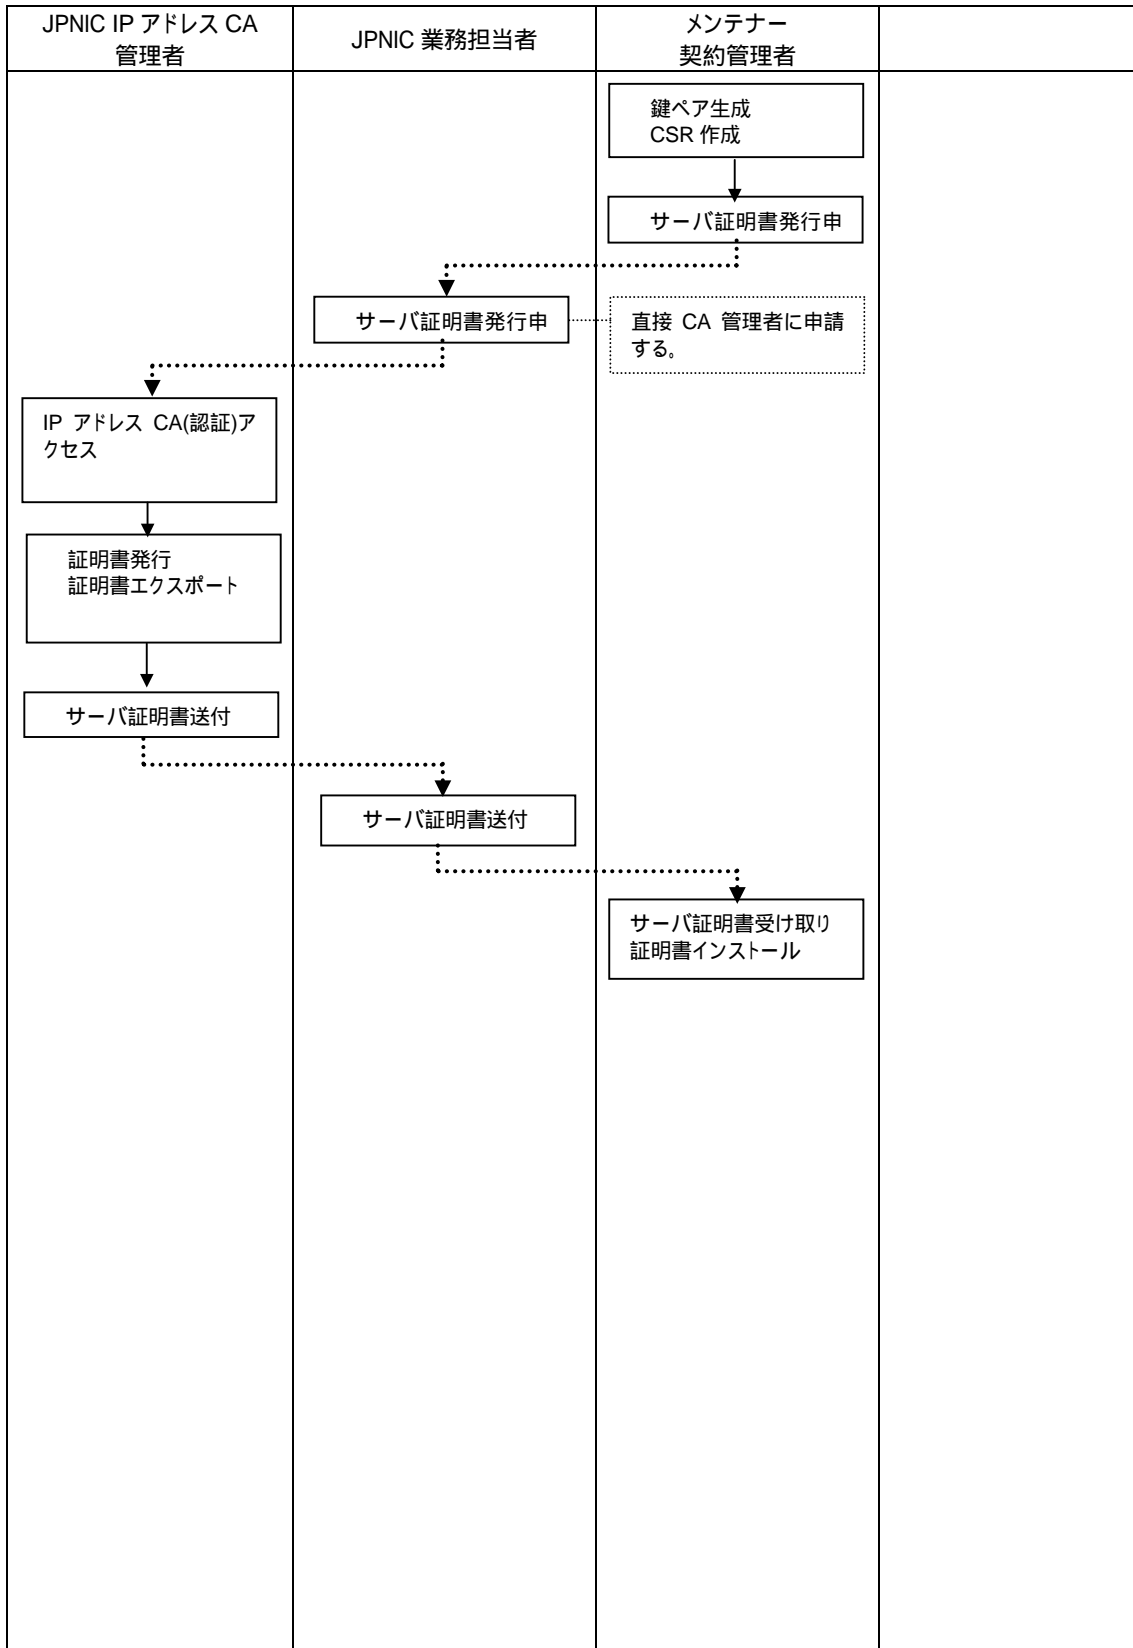 JPNIC IP アドレス CA
管理者
JPNIC 業務担当者
メンテナー
契約管理者
鍵ペア生成
CSR 作成
サーバ証明書発行申
サーバ証明書発行申
直接 CA 管理者に申請
する。
IP アドレス CA(認証)ア
クセス
証明書発行
証明書エクスポート
サーバ証明書送付
サーバ証明書送付
サーバ証明書受け取り
証明書インストール